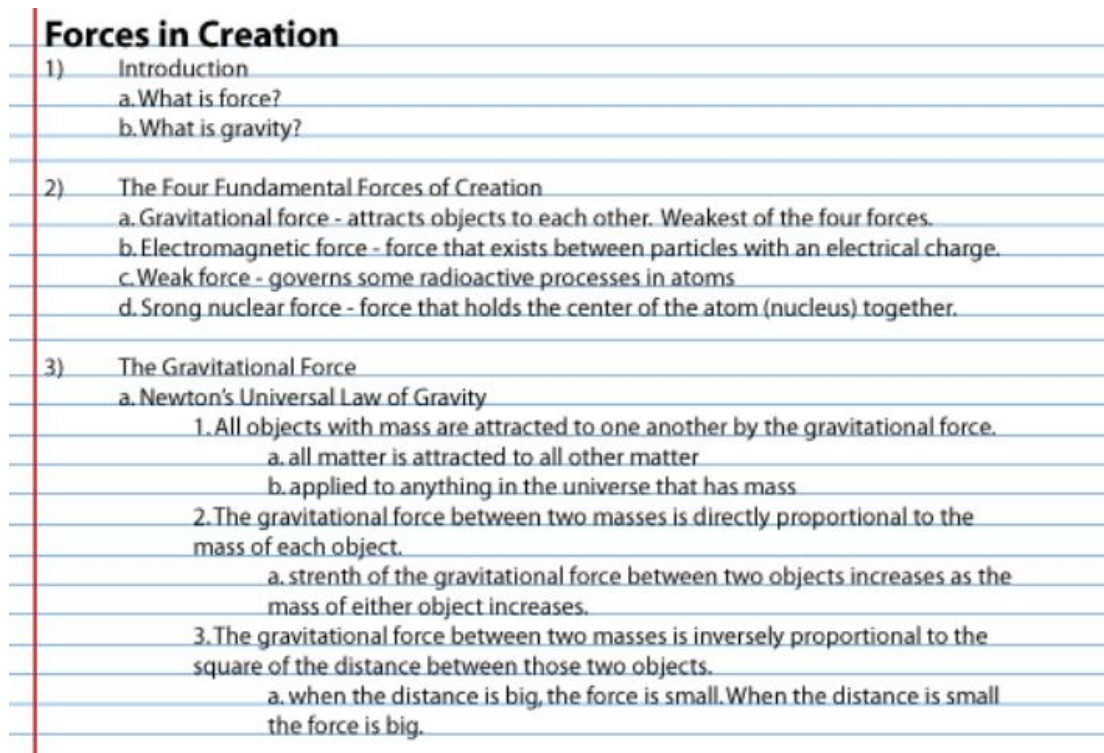 Forces in Creation
1) Introduction
a. What is force?
b. What is gravity?
2) The Four Fundamental Forces of Creation
a. Gravitational force - attracts objects to each other. Weakest of the four forces.
b. Electromagnetic force - force that exists between particles with an electrical charge.
c. Weak force - governs some radioactive processes in atoms
d. Srong nuclear force - force that holds the center of the atom (nucleus) together.
3) The Gravitational Force
a. Newton's Universal Law of Gravity
1. All objects with mass are attracted to one another by the gravitational force.
a. all matter is attracted to all other matter
b. applied to anything in the universe that has mass
2. The gravitational force between two masses is directly proportional to the
mass of each object.
a. strenth of the gravitational force between two objects increases as the
mass of either object increases.
3. The gravitational force between two masses is inversely proportional to the
square of the distance between those two objects.
a. when the distance is big, the force is small. When the distance is small
the force is big.